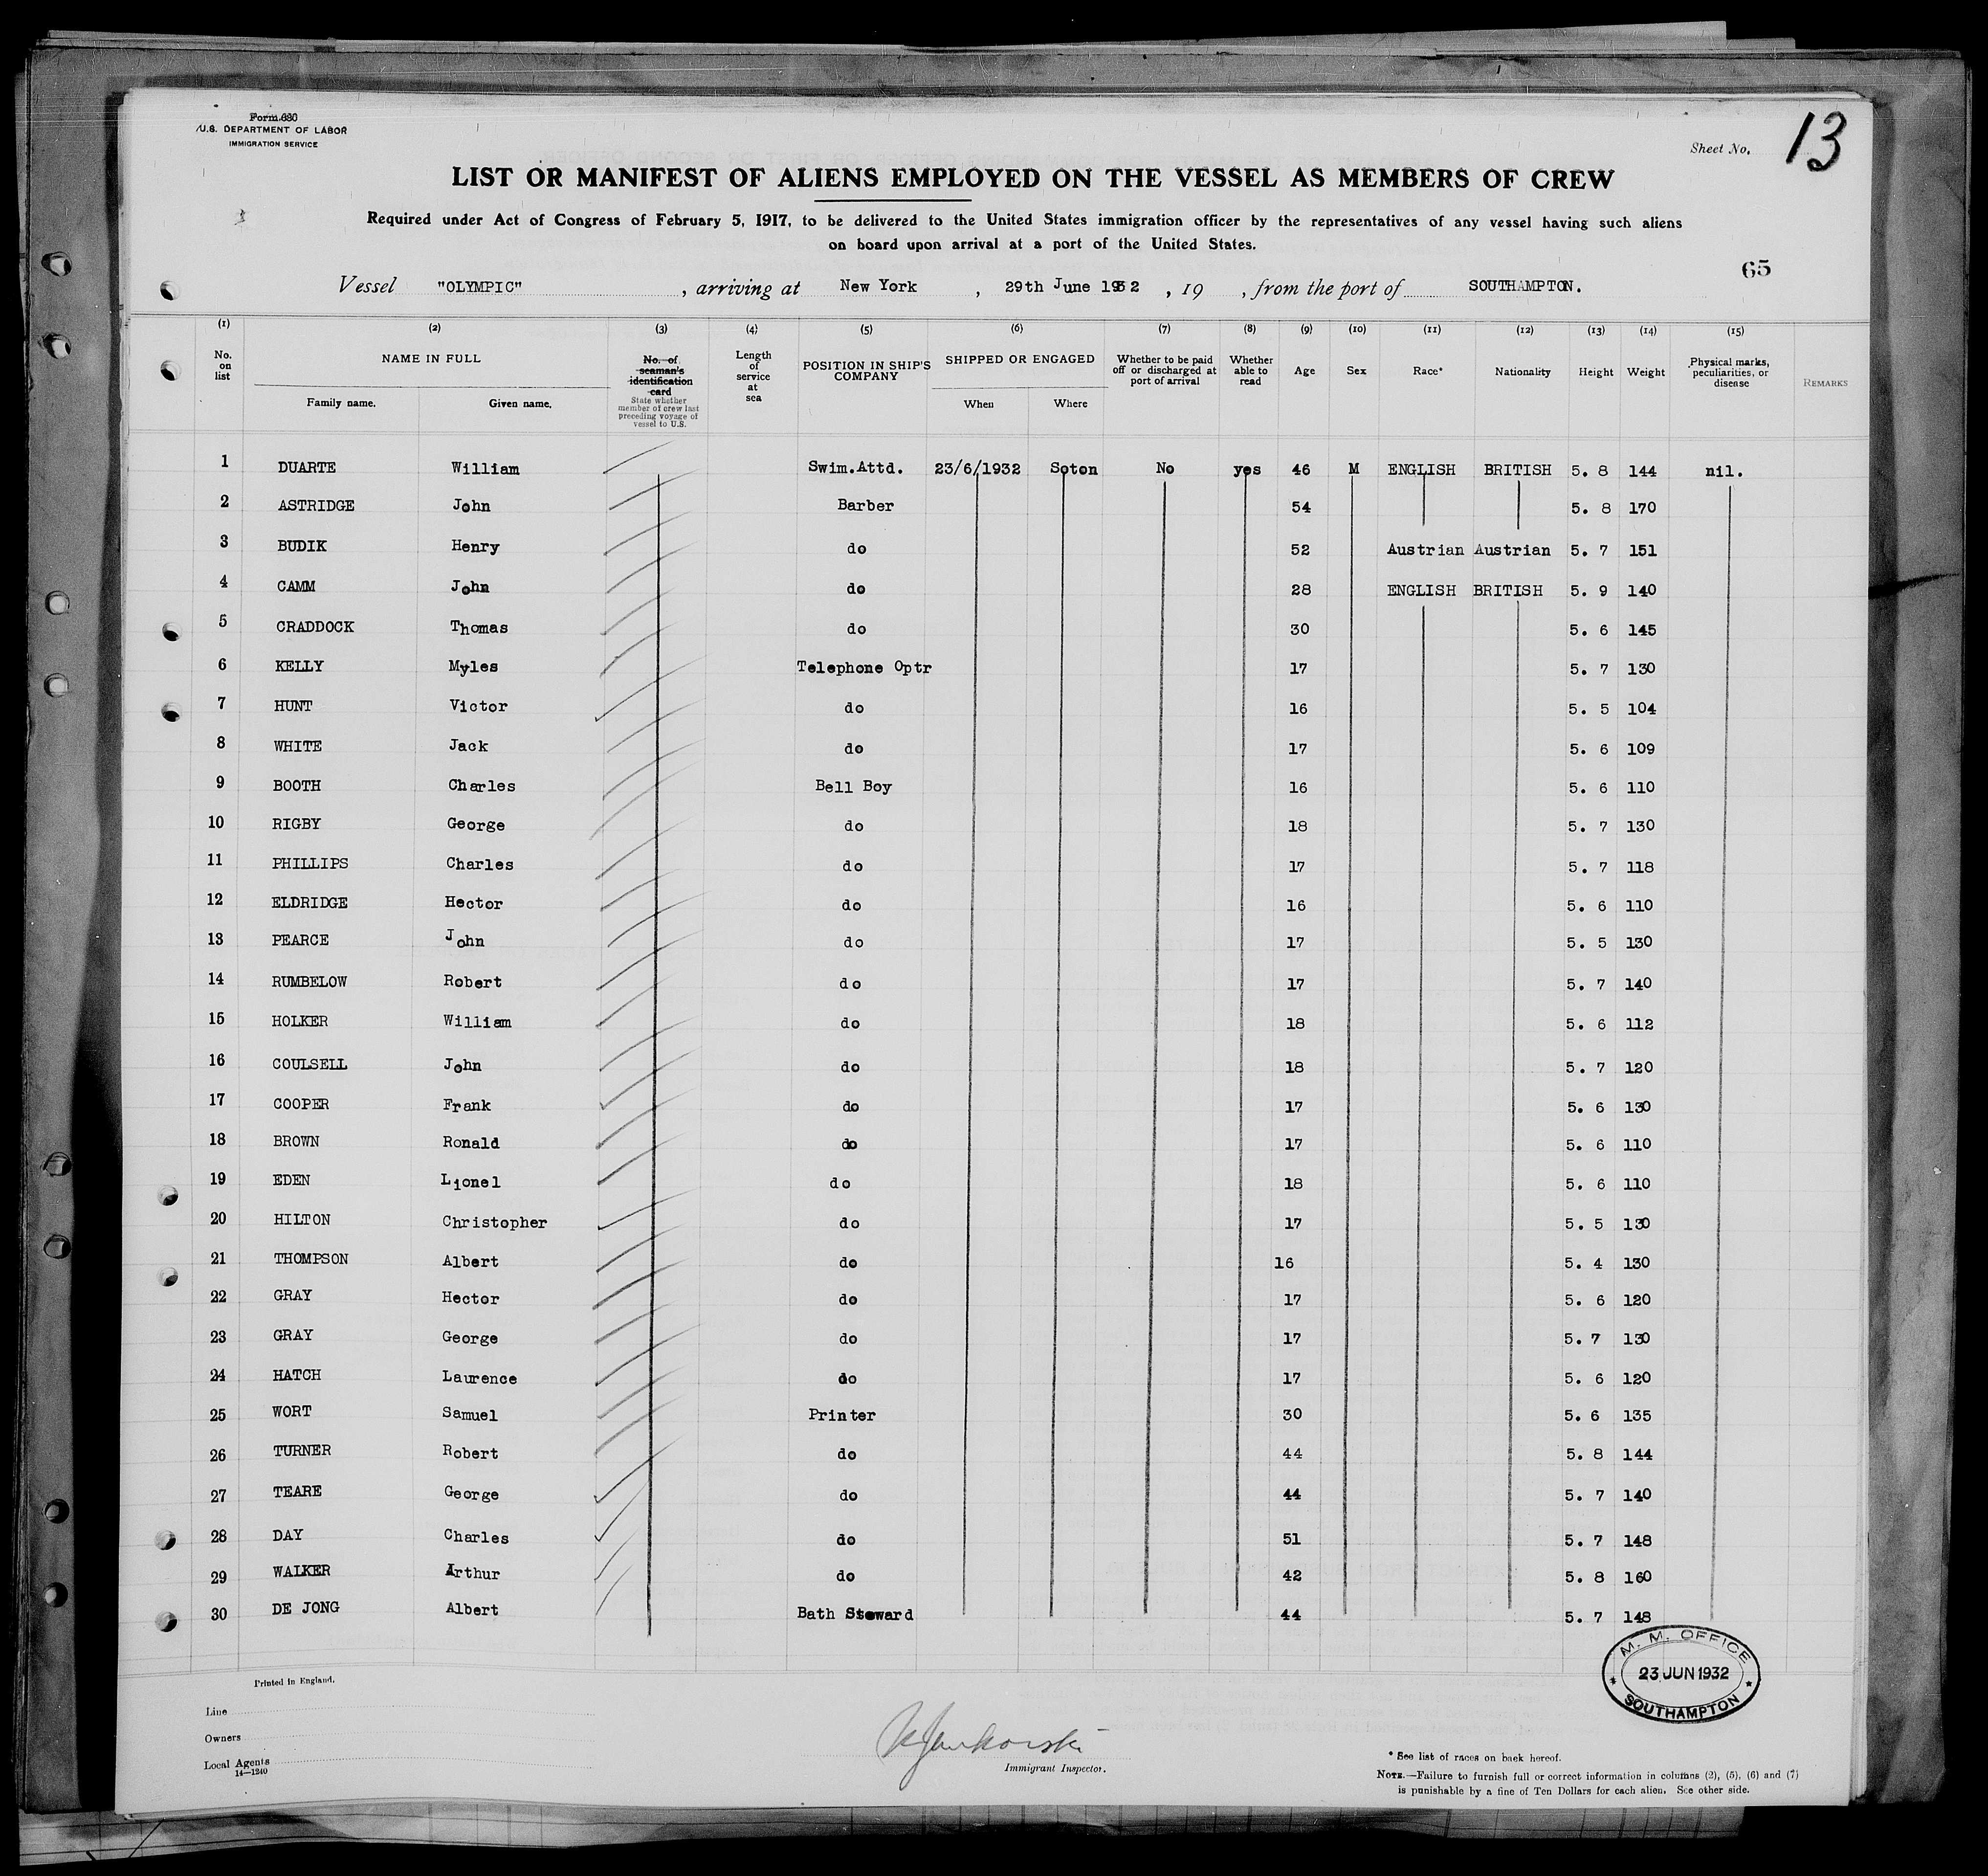 Form 680
U.S. DEPARTMENT OF LABOR
IMMIGRATION SERVICE
Sheet No. 13
LIST OR MANIFEST OF ALIENS EMPLOYED ON THE VESSEL AS MEMBERS OF CREW
Required under Act of Congress of February 5, 1917, to be delivered to the United States immigration officer by the representatives of any vessel having such aliens
on board upon arrival at a port of the United States.
65
Vessel "OLYMPIC", arriving at New York, 29th June 1932, 19 , from the port of SOUTHAMPTON.
(1) (2) (3) (4) (5) (6) (7) (8) (9) (10) (11) (12) (13) (14) (15)
No. on list NAME IN FULL Family name. Given name. No. of seaman's identification card State whether member of crew last preceding voyage of vessel to U.S. Length of service at sea POSITION IN SHIP'S COMPANY SHIPPED OR ENGAGED When Where Whether to be paid off or discharged at port of arrival Whether able to read Age Sex Race* Nationality Height Weight Physical marks, peculiarities, or disease REMARKS
1 DUARTE William Swim.Attd. 23/6/1932 Soton No yes 46 M ENGLISH BRITISH 5. 8 144 nil.
2 ASTRIDGE John Barber 54 5. 8 170
3 BUDIK Henry do 52 Austrian Austrian 5. 7 151
4 CAMM John do 28 ENGLISH BRITISH 5. 9 140
5 CRADDOCK Thomas do 30 5. 6 145
6 KELLY Myles Telephone Optr 17 5. 7 130
7 HUNT Victor do 16 5. 5 104
8 WHITE Jack do 17 5. 6 109
9 BOOTH Charles Bell Boy 16 5. 6 110
10 RIGBY George do 18 5. 7 130
11 PHILLIPS Charles do 17 5. 7 118
12 ELDRIDGE Hector do 16 5. 6 110
13 PEARCE John do 17 5. 5 130
14 RUMBELOW Robert do 17 5. 7 140
15 HOLKER William do 18 5. 6 112
16 COULSELL John do 18 5. 7 120
17 COOPER Frank do 17 5. 6 130
18 BROWN Ronald do 17 5. 6 110
19 EDEN Lionel do 18 5. 6 110
20 HILTON Christopher do 17 5. 5 130
21 THOMPSON Albert do 16 5. 4 130
22 GRAY Hector do 17 5. 6 120
23 GRAY George do 17 5. 7 130
24 HATCH Laurence do 17 5. 6 120
25 WORT Samuel Printer 30 5. 6 135
26 TURNER Robert do 44 5. 8 144
27 TEARE George do 44 5. 7 140
28 DAY Charles do 51 5. 7 148
29 WALKER Arthur do 42 5. 8 160
30 DE JONG Albert Bath Steward 44 5. 7 148
M. M. OFFICE
23 JUN 1932
SOUTHAMPTON
Printed in England.
Line
Owners
Local Agents
14—1240
Immigrant Inspector.
* See list of races on back hereof.
NOTE.—Failure to furnish full or correct information in columns (2), (5), (6) and (7)
is punishable by a fine of Ten Dollars for each alien. See other side.